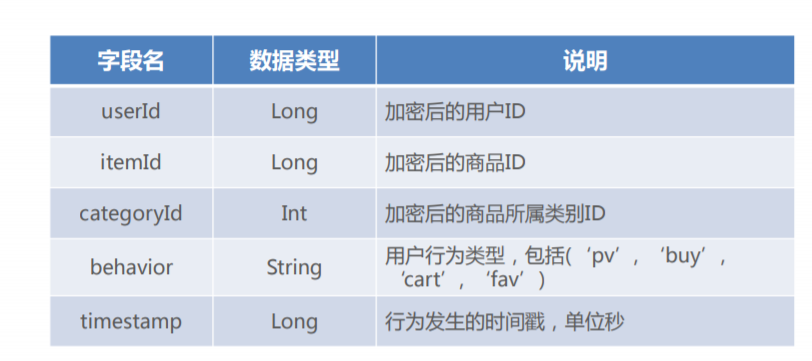 字段名 数据类型 说明
userId Long 加密后的用户ID
itemId Long 加密后的商品ID
categoryId Int 加密后的商品所属类别ID
behavior String 用户行为类型，包括(‘pv’，‘buy’，
‘cart’,‘fav’)
timestamp Long 行为发生的时间戳，单位秒